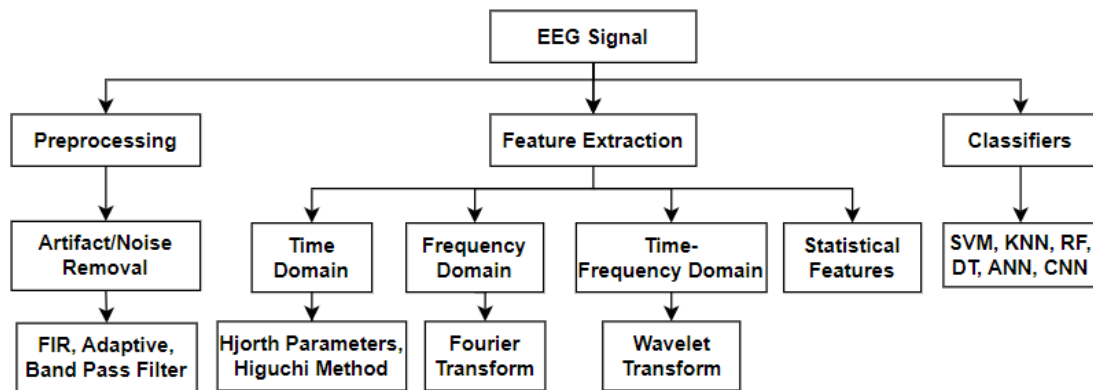 EEG Signal
Preprocessing
Feature Extraction
Classifiers
Artifact/Noise
Removal
Time
Domain
Frequency
Domain
Time-
Frequency Domain
Statistical
Features
SVM, KNN, RF,
DT, ANN, CNN
FIR, Adaptive,
Band Pass Filter
Hjorth Parameters,
Higuchi Method
Fourier
Transform
Wavelet
Transform